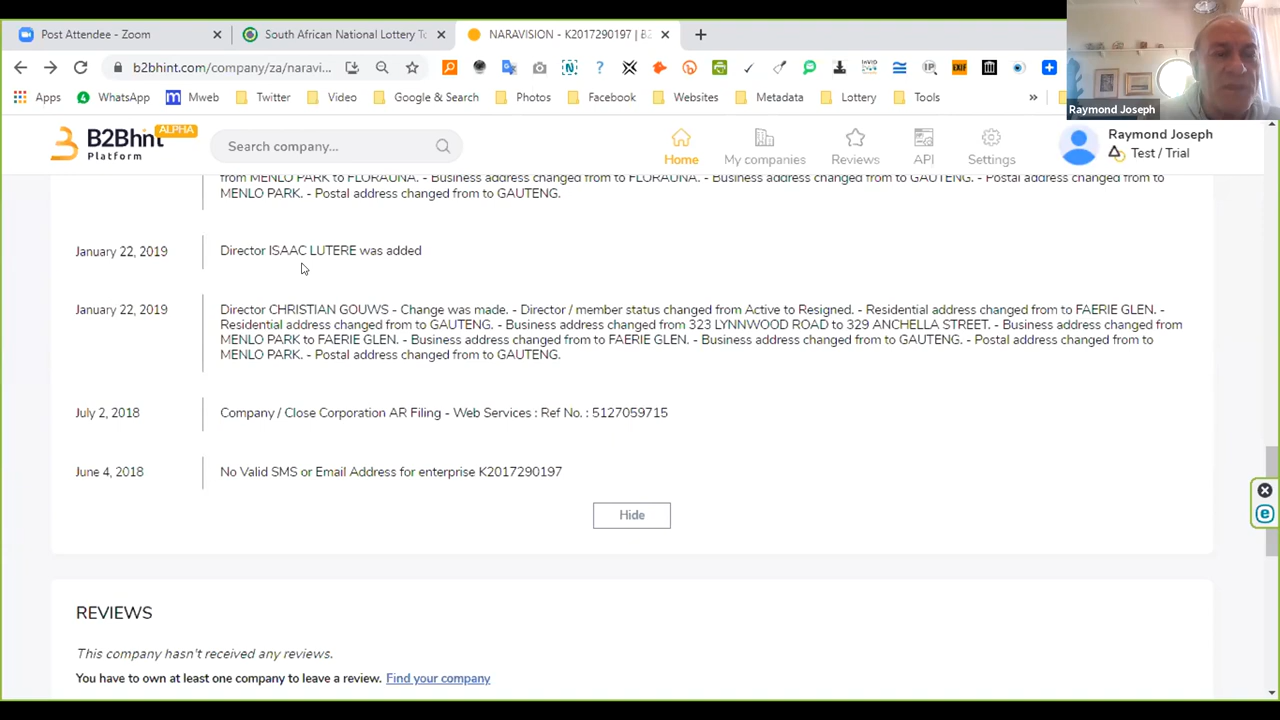 Post Attendee - Zoom
South African National Lottery To
NARAVISION - K2017290197 | B2
b2bhint.com/company/za/naravi...
Apps
WhatsApp
Mweb
Twitter
Video
Google & Search
Photos
Facebook
Websites
Metadata
Lottery
Tools
»
Raymond Joseph
B2Bhint ALPHA
Platform
Search company...
Home
My companies
Reviews
API
Settings
Raymond Joseph
Test / Trial
from MENLO PARK to FLORAUNA. - Business address changed from to FLORAUNA. - Business address changed from to GAUTENG. - Postal address changed from to
MENLO PARK. - Postal address changed from to GAUTENG.
January 22, 2019
Director ISAAC LUTERE was added
January 22, 2019
Director CHRISTIAN GOUWS - Change was made. - Director / member status changed from Active to Resigned. - Residential address changed from to FAERIE GLEN. -
Residential address changed from to GAUTENG. - Business address changed from 323 LYNNWOOD ROAD to 329 ANCHELLA STREET. - Business address changed from
MENLO PARK to FAERIE GLEN. - Business address changed from to FAERIE GLEN. - Business address changed from to GAUTENG. - Postal address changed from to
MENLO PARK. - Postal address changed from to GAUTENG.
July 2, 2018
Company / Close Corporation AR Filing - Web Services : Ref No. : 5127059715
June 4, 2018
No Valid SMS or Email Address for enterprise K2017290197
Hide
REVIEWS
This company hasn't received any reviews.
You have to own at least one company to leave a review. Find your company